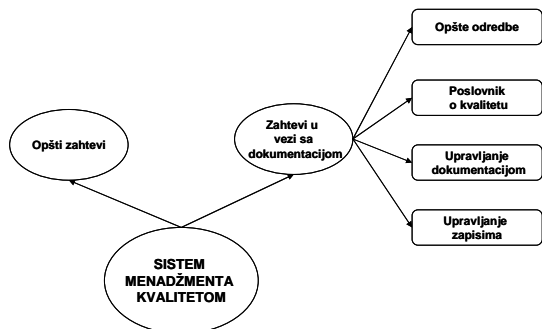 Opšte odredbe
Poslovnik
o kvalitetu
Zahtevi u
vezi sa
dokumentacijom
Opšti zahtevi
Upravljanje
dokumentacijom
Upravljanje
zapisima
SISTEM
MENADŽMENTA
KVALITETOM